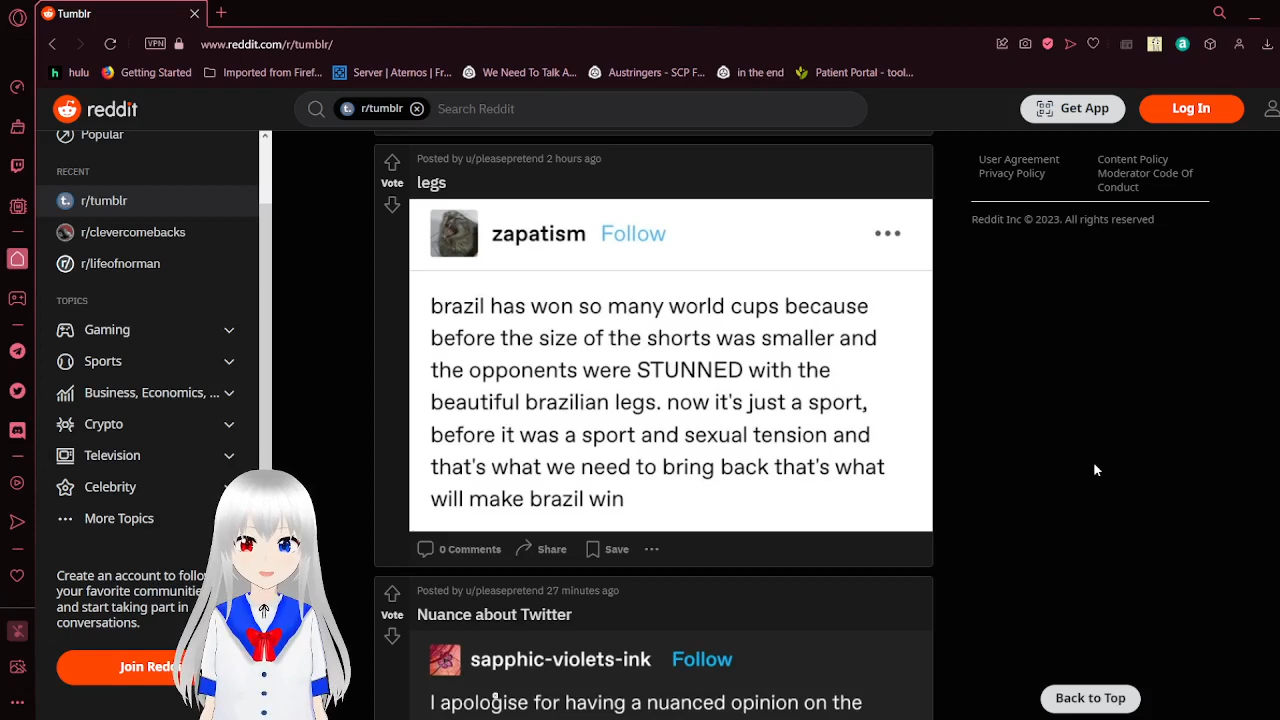 Tumblr
VPN
www.reddit.com/r/tumblr/
hulu
Getting Started
Imported from Firef...
Server | Aternos | Fr...
We Need To Talk A...
Austringers - SCP F...
in the end
Patient Portal - tool...
reddit
r/tumblr
Search Reddit
Get App
Log In
Popular
RECENT
r/tumblr
r/clevercomebacks
r/lifeofnorman
TOPICS
Gaming
Sports
Business, Economics, ...
Crypto
Television
Celebrity
More Topics
Create an account to follo
your favorite communitie
and start taking part in
conversations.
Join Reddi
Posted by u/pleasepretend 2 hours ago
Vote
legs
zapatism Follow
brazil has won so many world cups because
before the size of the shorts was smaller and
the opponents were STUNNED with the
beautiful brazilian legs. now it's just a sport,
before it was a sport and sexual tension and
that's what we need to bring back that's what
will make brazil win
0 Comments
Share
Save
Posted by u/pleasepretend 27 minutes ago
Vote
Nuance about Twitter
sapphic-violets-ink Follow
I apologise for having a nuanced opinion on the
User Agreement
Privacy Policy
Content Policy
Moderator Code Of
Conduct
Reddit Inc © 2023. All rights reserved
Back to Top